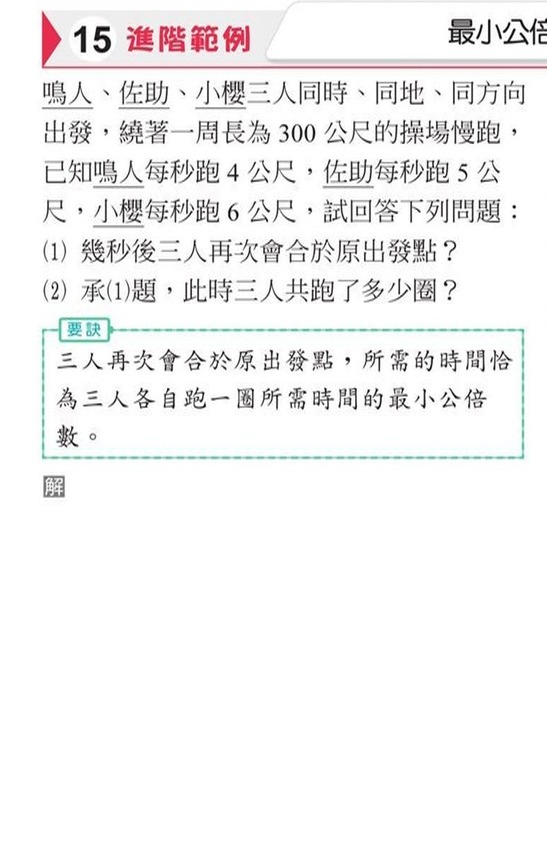 15 進階範例
最小公倍
鳴人、佐助、小櫻三人同時、同地、同方向
出發，繞著一周長為 300 公尺的操場慢跑，
已知鳴人每秒跑 4 公尺，佐助每秒跑 5 公
尺，小櫻每秒跑 6 公尺，試回答下列問題：
(1) 幾秒後三人再次會合於原出發點？
(2) 承(1)題，此時三人共跑了多少圈？
要訣
三人再次會合於原出發點，所需的時間恰
為三人各自跑一圈所需時間的最小公倍
數。
解